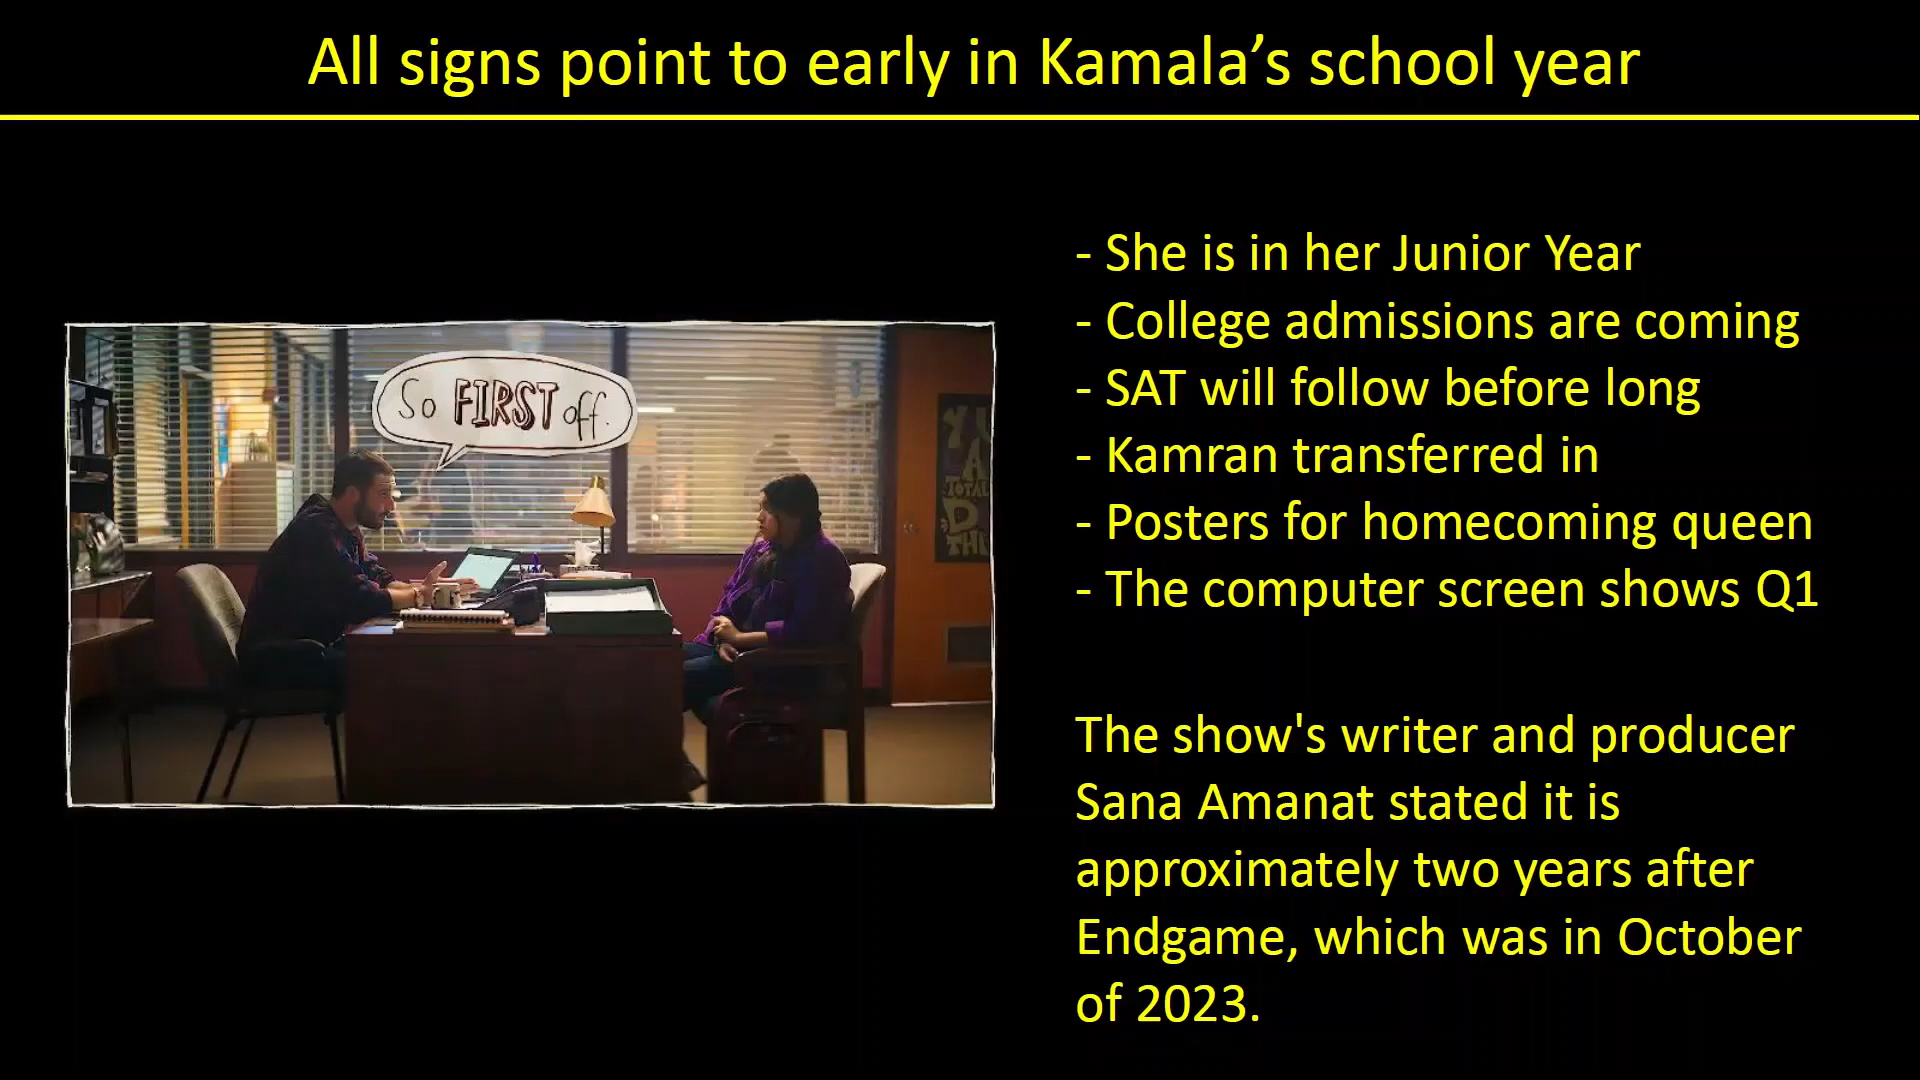 All signs point to early in Kamala’s school year
So FIRST off.
- She is in her Junior Year
- College admissions are coming
- SAT will follow before long
- Kamran transferred in
- Posters for homecoming queen
- The computer screen shows Q1
The show's writer and producer
Sana Amanat stated it is
approximately two years after
Endgame, which was in October
of 2023.